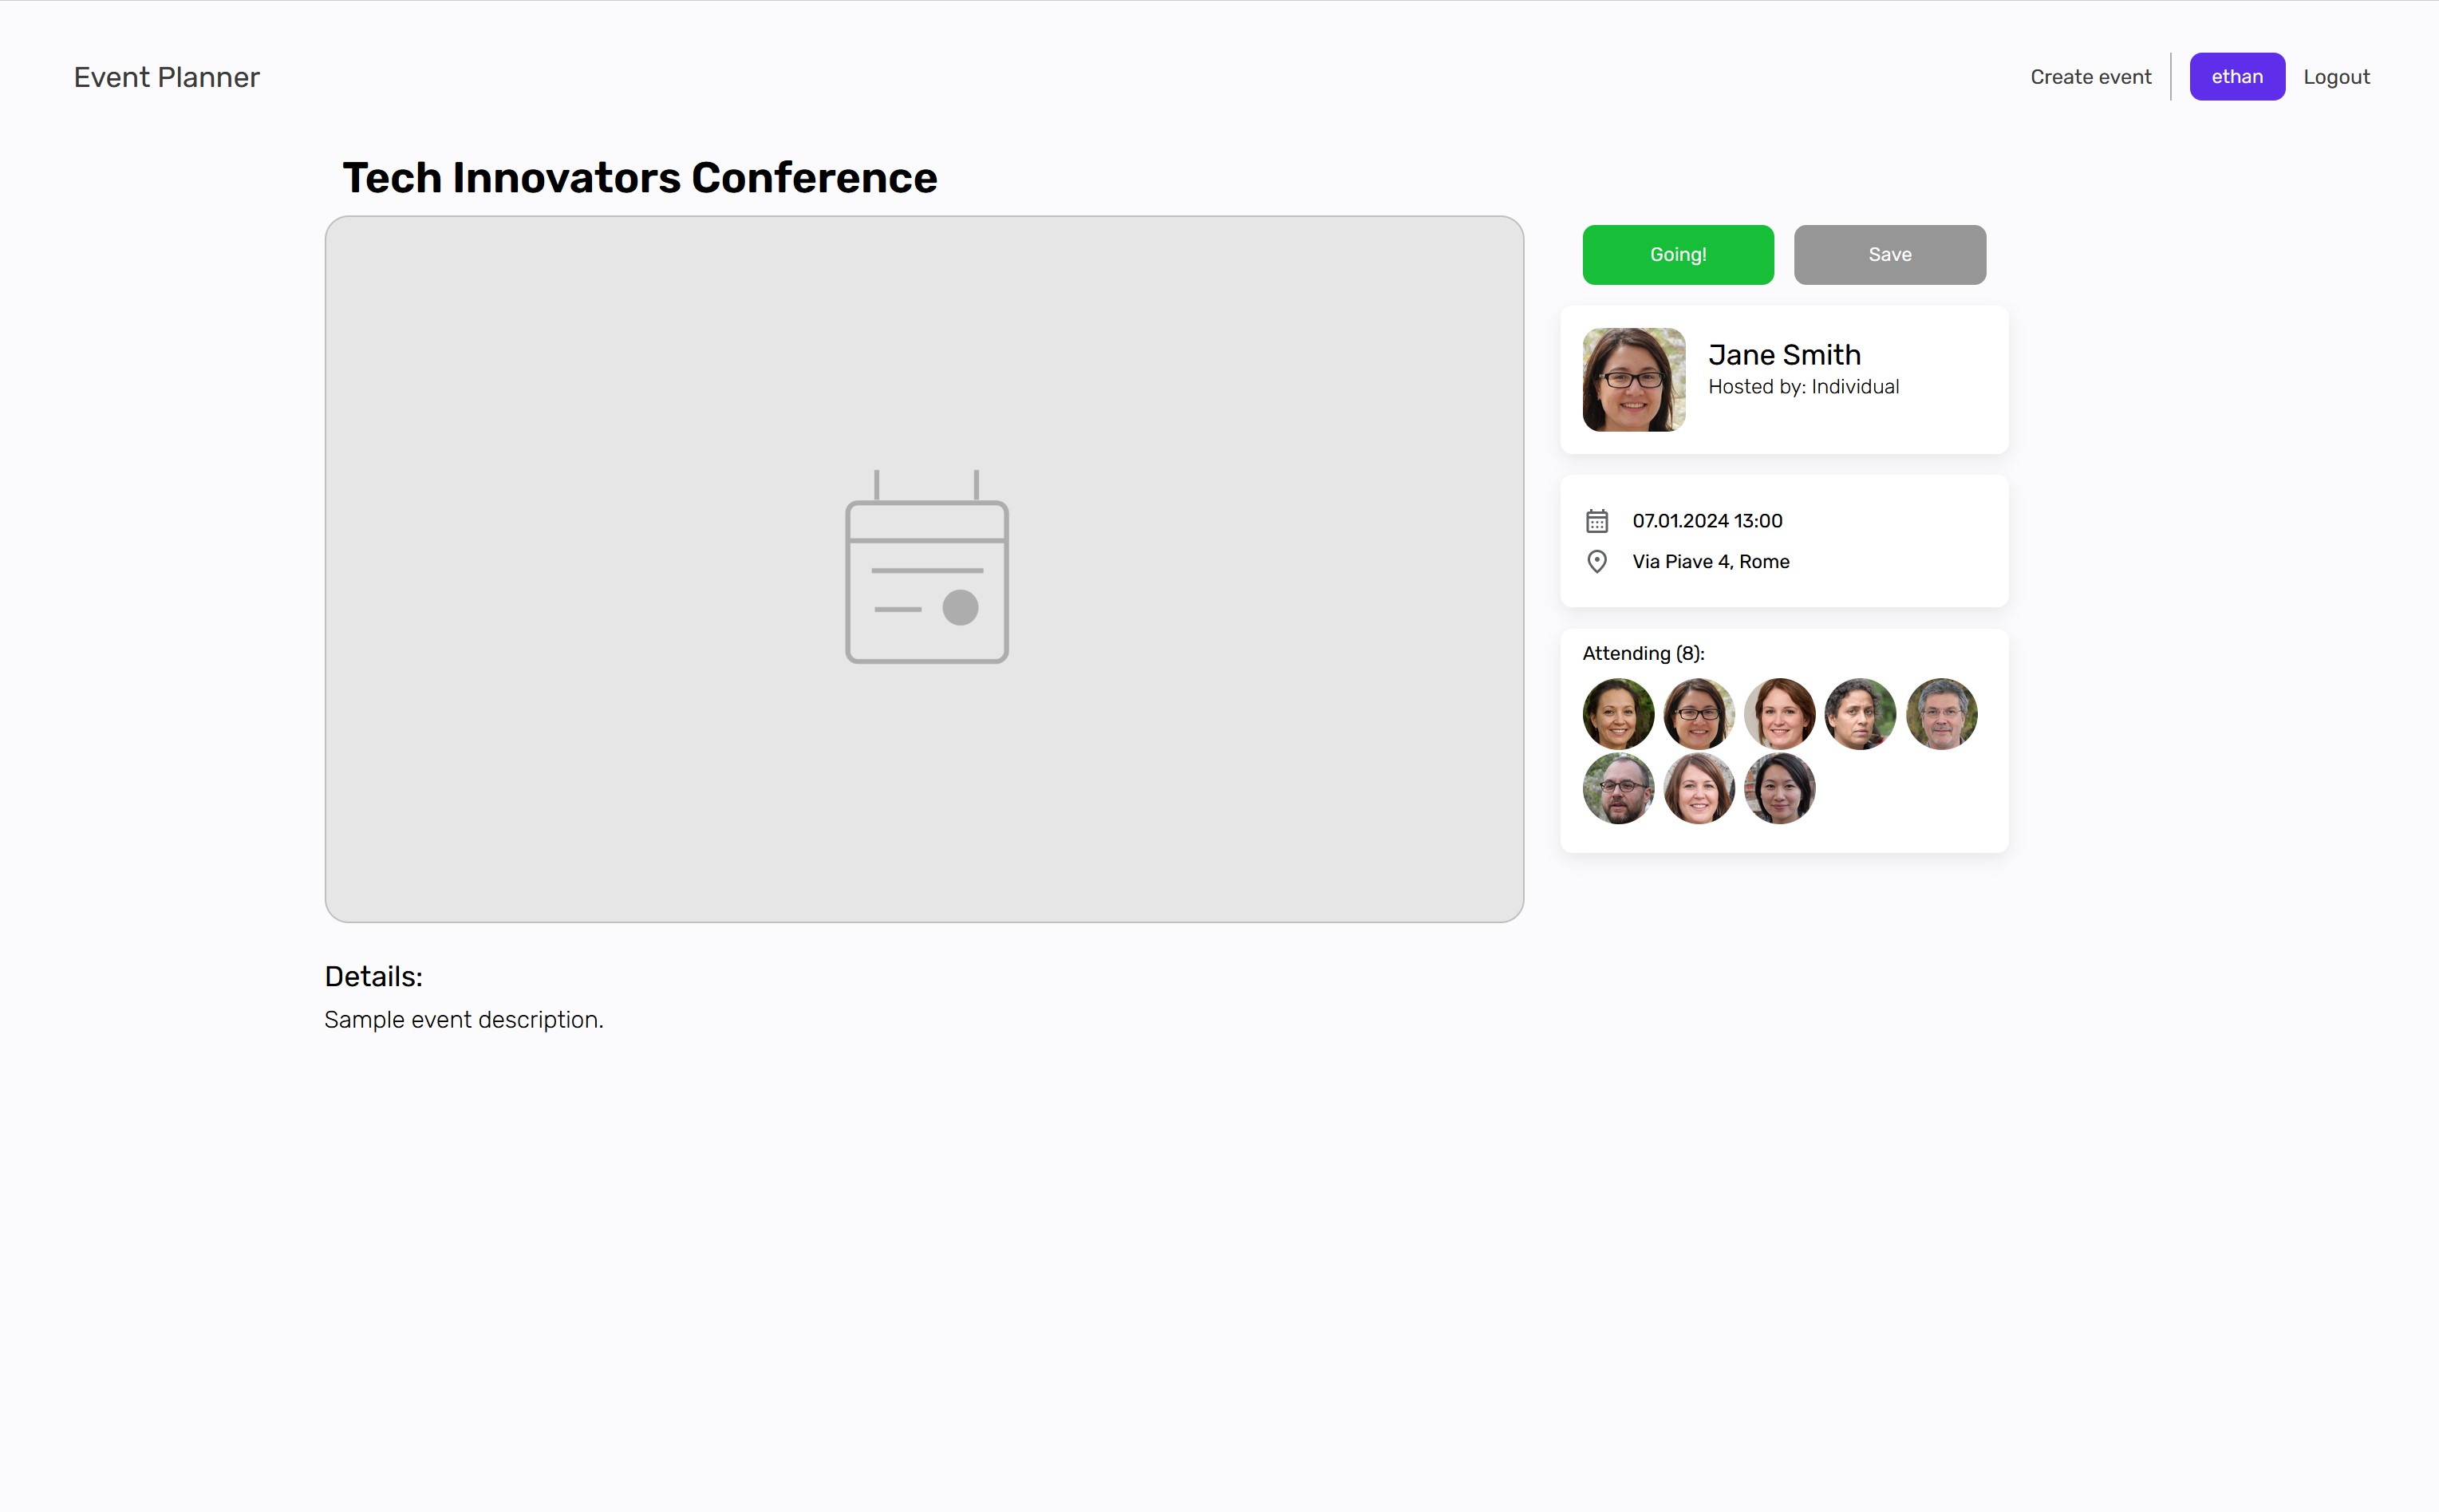 Event Planner
Create event
ethan
Logout
Tech Innovators Conference
Going!
Save
Jane Smith
Hosted by: Individual
07.01.2024 13:00
Via Piave 4, Rome
Attending (8):
Details:
Sample event description.